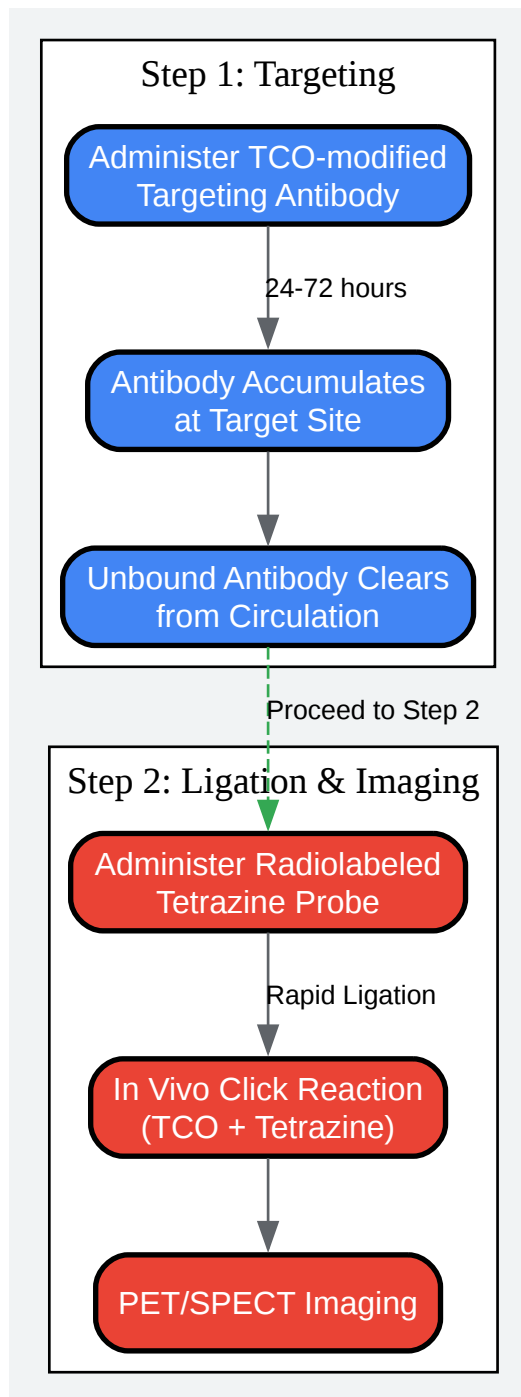 Step 1: Targeting
Administer TCO-modified
Targeting Antibody
24-72 hours
Antibody Accumulates
at Target Site
Unbound Antibody Clears
from Circulation
Proceed to Step 2
Step 2: Ligation & Imaging
Administer Radiolabeled
Tetrazine Probe
Rapid Ligation
In Vivo Click Reaction
(TCO + Tetrazine)
PET/SPECT Imaging